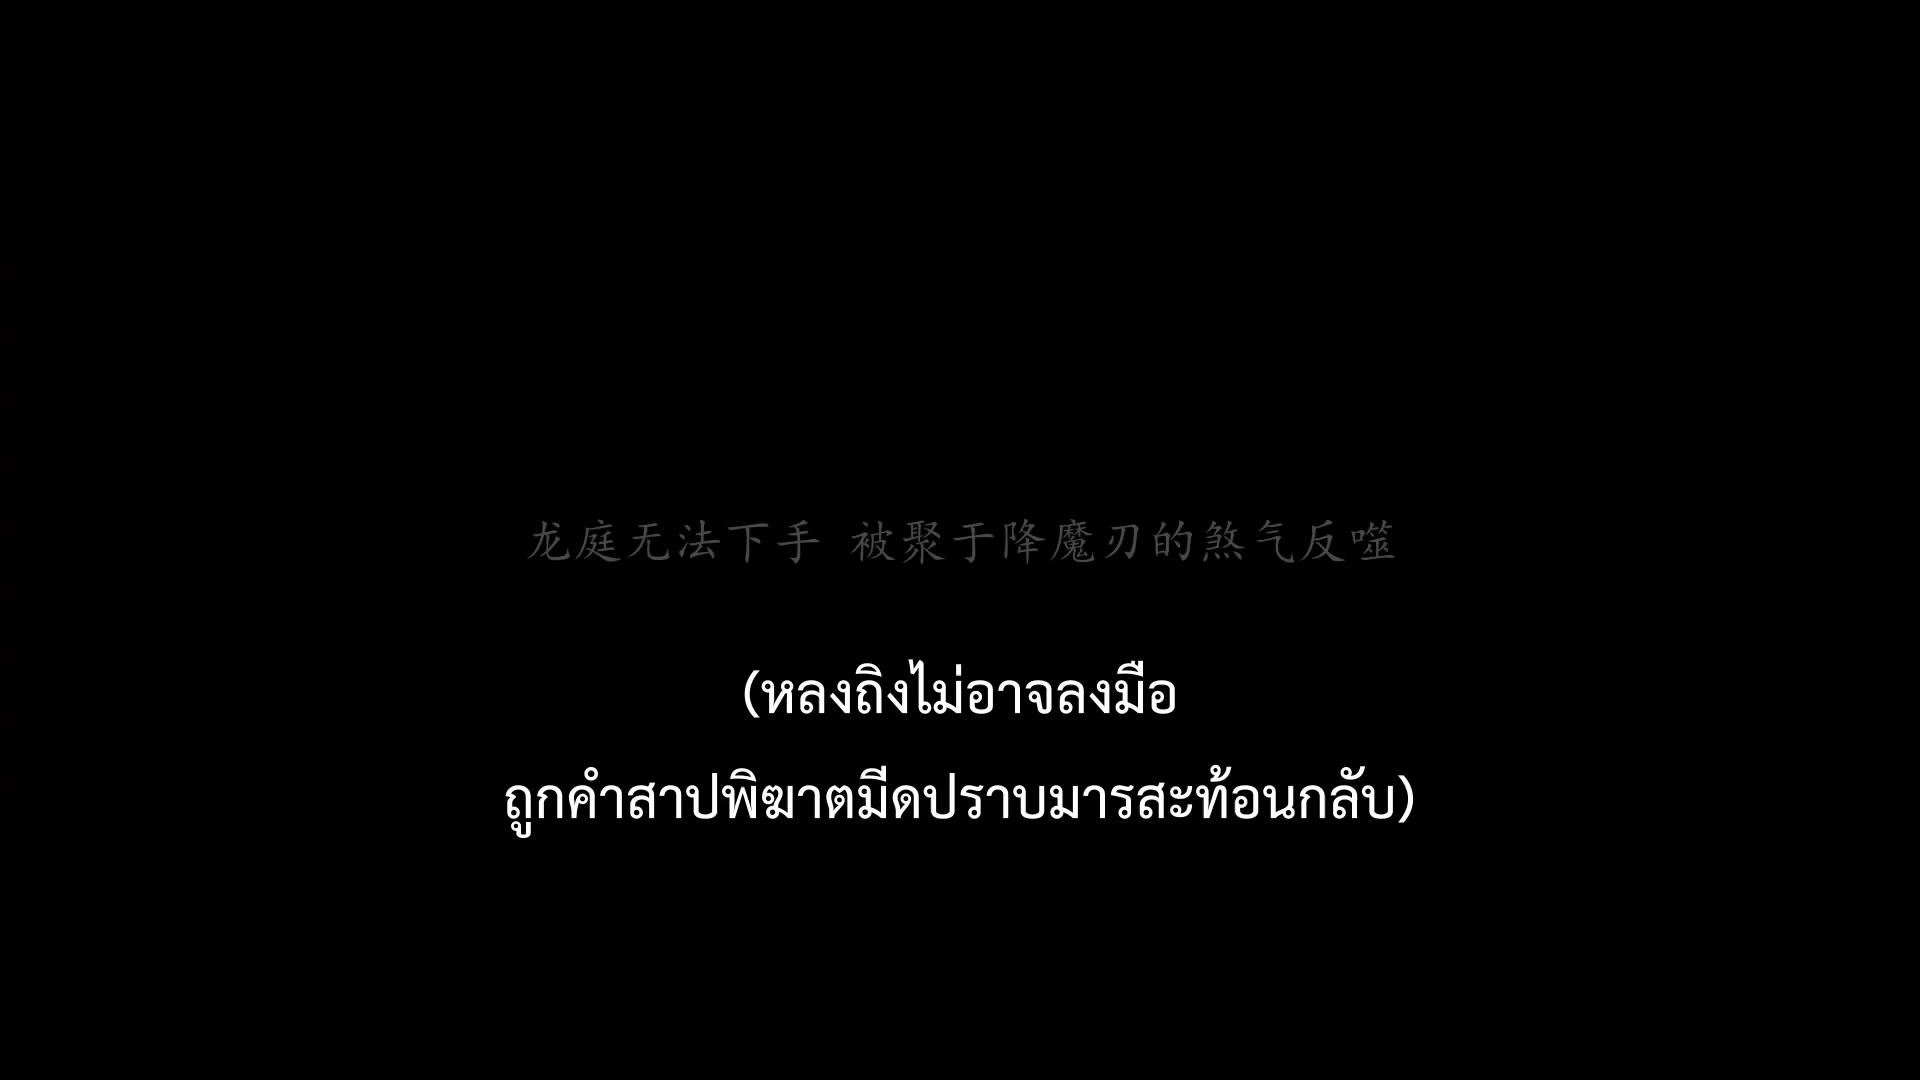 龙庭无法下手 被聚于降魔刃的煞气反噬
(หลงถิงไม่อาจลงมือ
ถูกคำสาปพิฆาตมีดปราบมารสะท้อนกลับ)